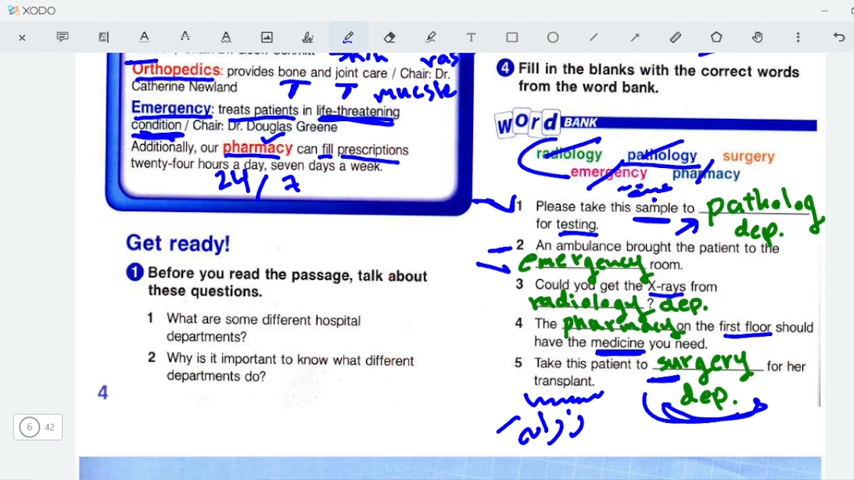 XODO
skin ras
Orthopedics: provides bone and joint care / Chair: Dr.
Catherine Newland
muscle
Emergency: treats patients in life-threatening
condition / Chair: Dr. Douglas Greene
Additionally, our pharmacy can fill prescriptions
twenty-four hours a day, seven days a week.
24/7
Get ready!
1 Before you read the passage, talk about
these questions.
1 What are some different hospital
departments?
2 Why is it important to know what different
departments do?
4
6 42
4 Fill in the blanks with the correct words
from the word bank.
word BANK
radiology pathology surgery
emergency pharmacy
1 Please take this sample to patholog
for testing. dep.
2 An ambulance brought the patient to the
emergency room.
3 Could you get the X-rays from
radiology? dep.
4 The pharmacy on the first floor should
have the medicine you need.
5 Take this patient to surgery for her
transplant. dep.
زراعة